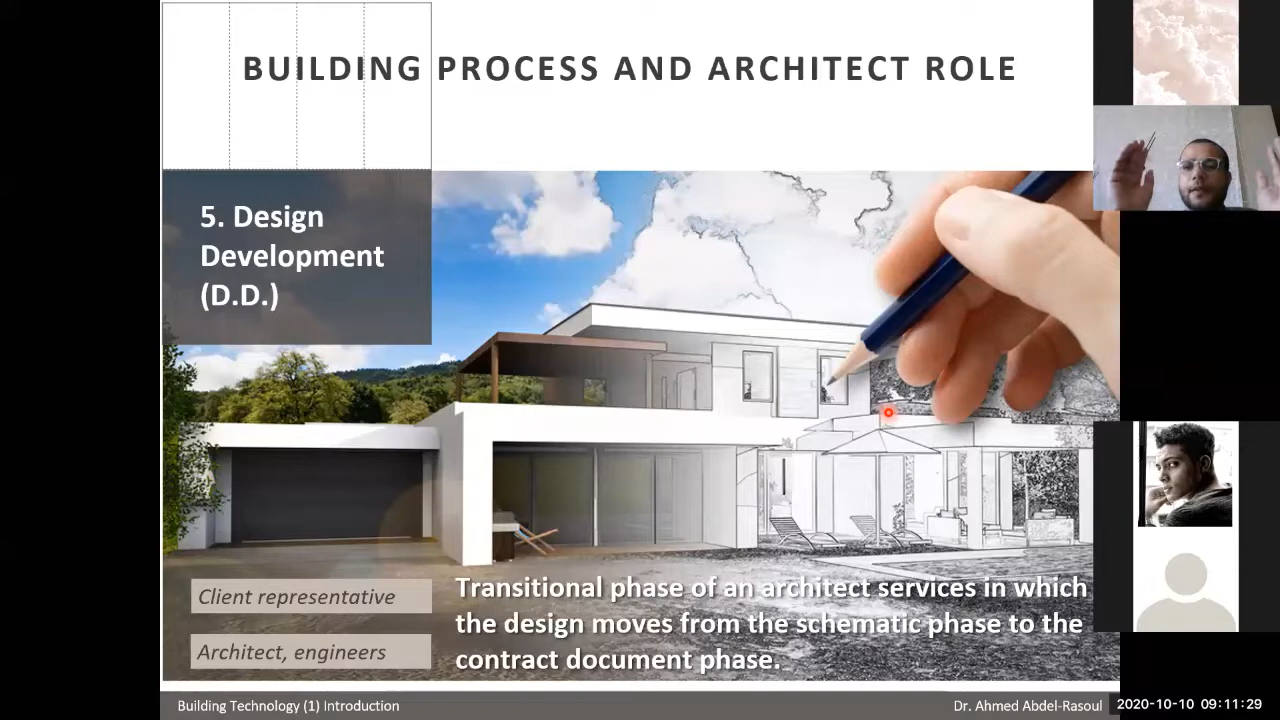 BUILDING PROCESS AND ARCHITECT ROLE
5. Design
Development
(D.D.)
Client representitive
Architect, engineers
Transitional phase of an architect services in which
the design moves from the schematic phase to the
contract document phase.
Building Technology (1) Introduction
Dr. Ahmed Abdel-Rasoul
2020-10-10 09:11:29